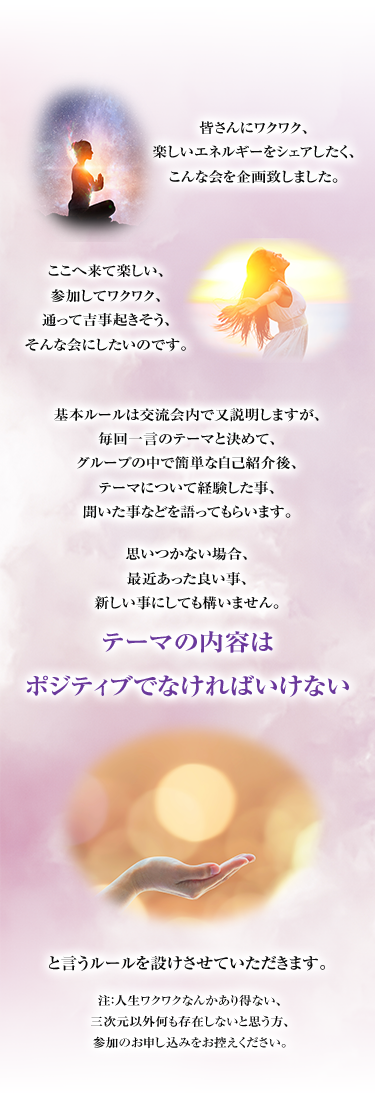 皆さんにワクワク、
楽しいエネルギーをシェアしたく、
こんな会を企画致しました。
ここへ来て楽しい、
参加してワクワク、
通って吉事起きそう、
そんな会にしたいのです。
基本ルールは交流会内で又説明しますが、
毎回一言のテーマと決めて、
グループの中で簡単な自己紹介後、
テーマについて経験した事、
聞いた事などを語ってもらいます。
思いつかない場合、
最近あった良い事、
新しい事にしても構いません。
テーマの内容は
ポジティブでなければいけない
と言うルールを設けさせていただきます。
注:人生ワクワクなんかあり得ない、
三次元以外何も存在しないと思う方、
参加のお申し込みをお控えください。